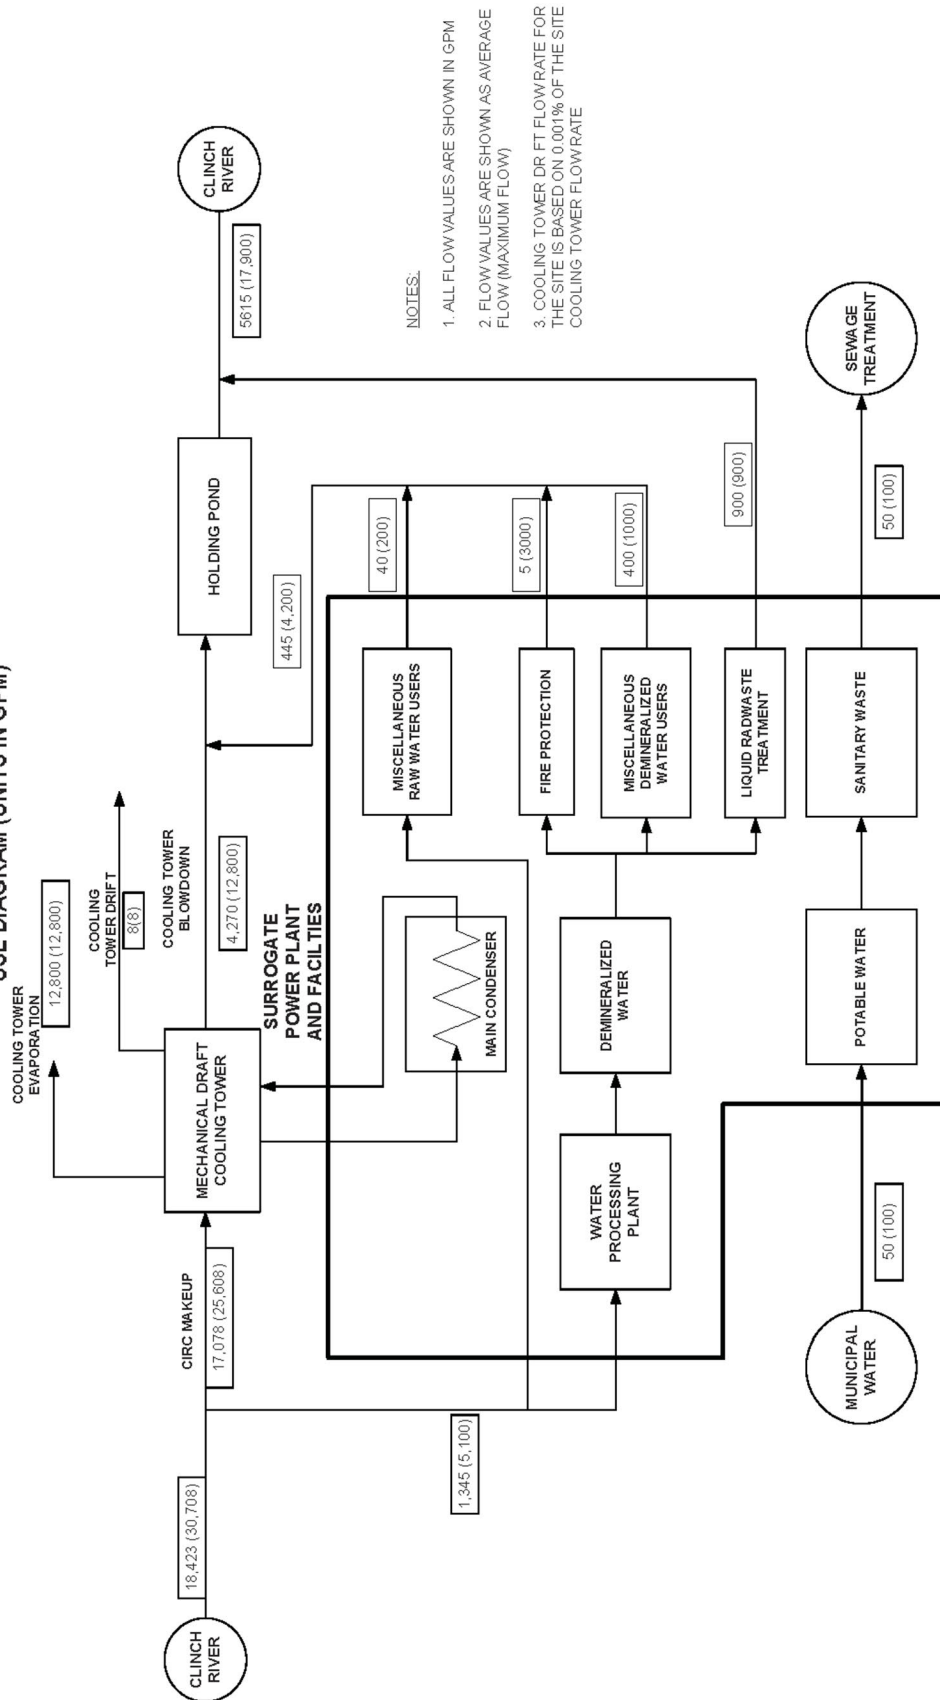 USE DIAGRAM (UNITS IN GPM)
COOLING TOWER
EVAPORATION
12,800 (12,800)
COOLING
TOWER DRIFT
8(8)
COOLING TOWER
BLOWDOWN
4,270 (12,800)
CLINCH
RIVER
18,423 (30,708)
CIRC MAKEUP
17,078 (25,608)
MECHANICAL DRAFT
COOLING TOWER
445 (4,200)
HOLDING POND
5615 (17,900)
CLINCH
RIVER
SURROGATE
POWER PLANT
AND FACILTIES
1,345 (5,100)
MAIN CONDENSER
MISCELLANEOUS
RAW WATER USERS
40 (200)
WATER
PROCESSING
PLANT
DEMINERALIZED
WATER
FIRE PROTECTION
5 (3000)
MISCELLANEOUS
DEMINERALIZED
WATER USERS
400 (1000)
LIQUID RADWASTE
TREATMENT
900 (900)
MUNICIPAL
WATER
50 (100)
POTABLE WATER
SANITARY WASTE
50 (100)
SEWAGE
TREATMENT
NOTES:
1. ALL FLOW VALUES ARE SHOWN IN GPM
2. FLOW VALUES ARE SHOWN AS AVERAGE
FLOW (MAXIMUM FLOW)
3. COOLING TOWER DR FT FLOWRATE FOR
THE SITE IS BASED ON 0.001% OF THE SITE
COOLING TOWER FLOWRATE